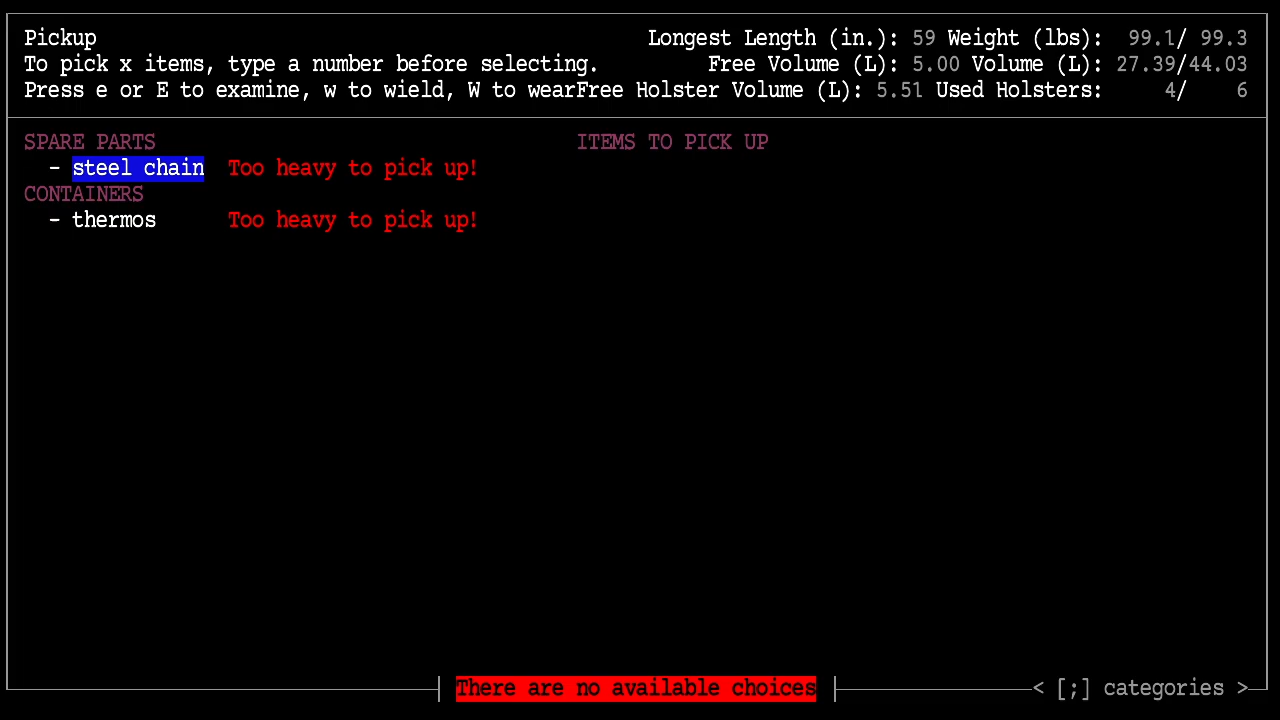 Pickup Longest Length (in.): 59 Weight (lbs): 99.1/ 99.3
To pick x items, type a number before selecting. Free Volume (L): 5.00 Volume (L): 27.39/44.03
Press e or E to examine, w to wield, W to wearFree Holster Volume (L): 5.51 Used Holsters: 4/ 6
SPARE PARTS ITEMS TO PICK UP
- steel chain Too heavy to pick up!
CONTAINERS
- thermos Too heavy to pick up!
There are no available choices < [;] categories >